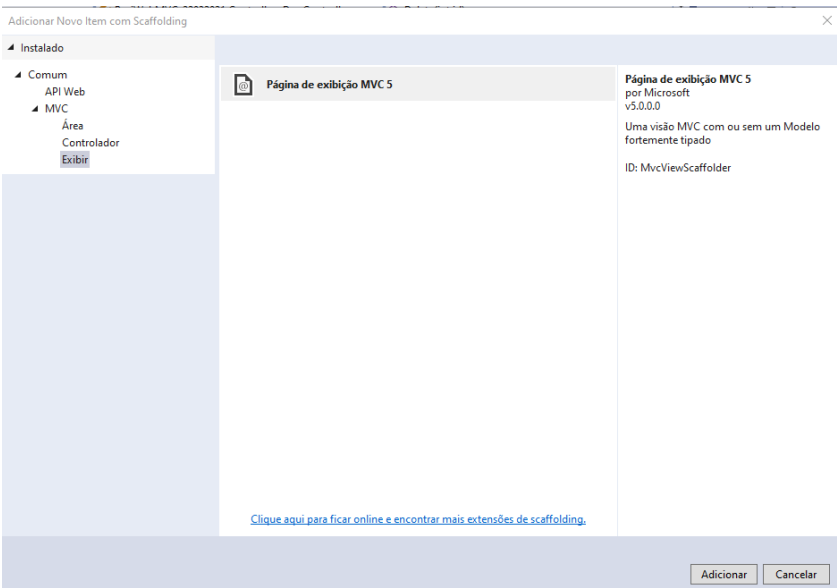 Adicionar Novo Item com Scaffolding
Instalado
Comum
API Web
MVC
Área
Controlador
Exibir
Página de exibição MVC 5
Clique aqui para ficar online e encontrar mais extensões de scaffolding.
Página de exibição MVC 5
por Microsoft
v5.0.0.0
Uma visão MVC com ou sem um Modelo
fortemente tipado
ID: MvcViewScaffolder
Adicionar
Cancelar